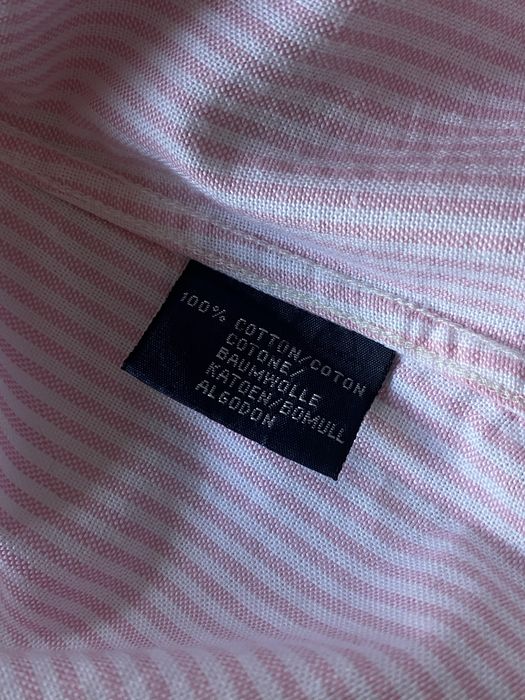 100% COTTON/COTON
COTONE/
BAUMWOLLE
KATOEN/BOMULL
ALGODON